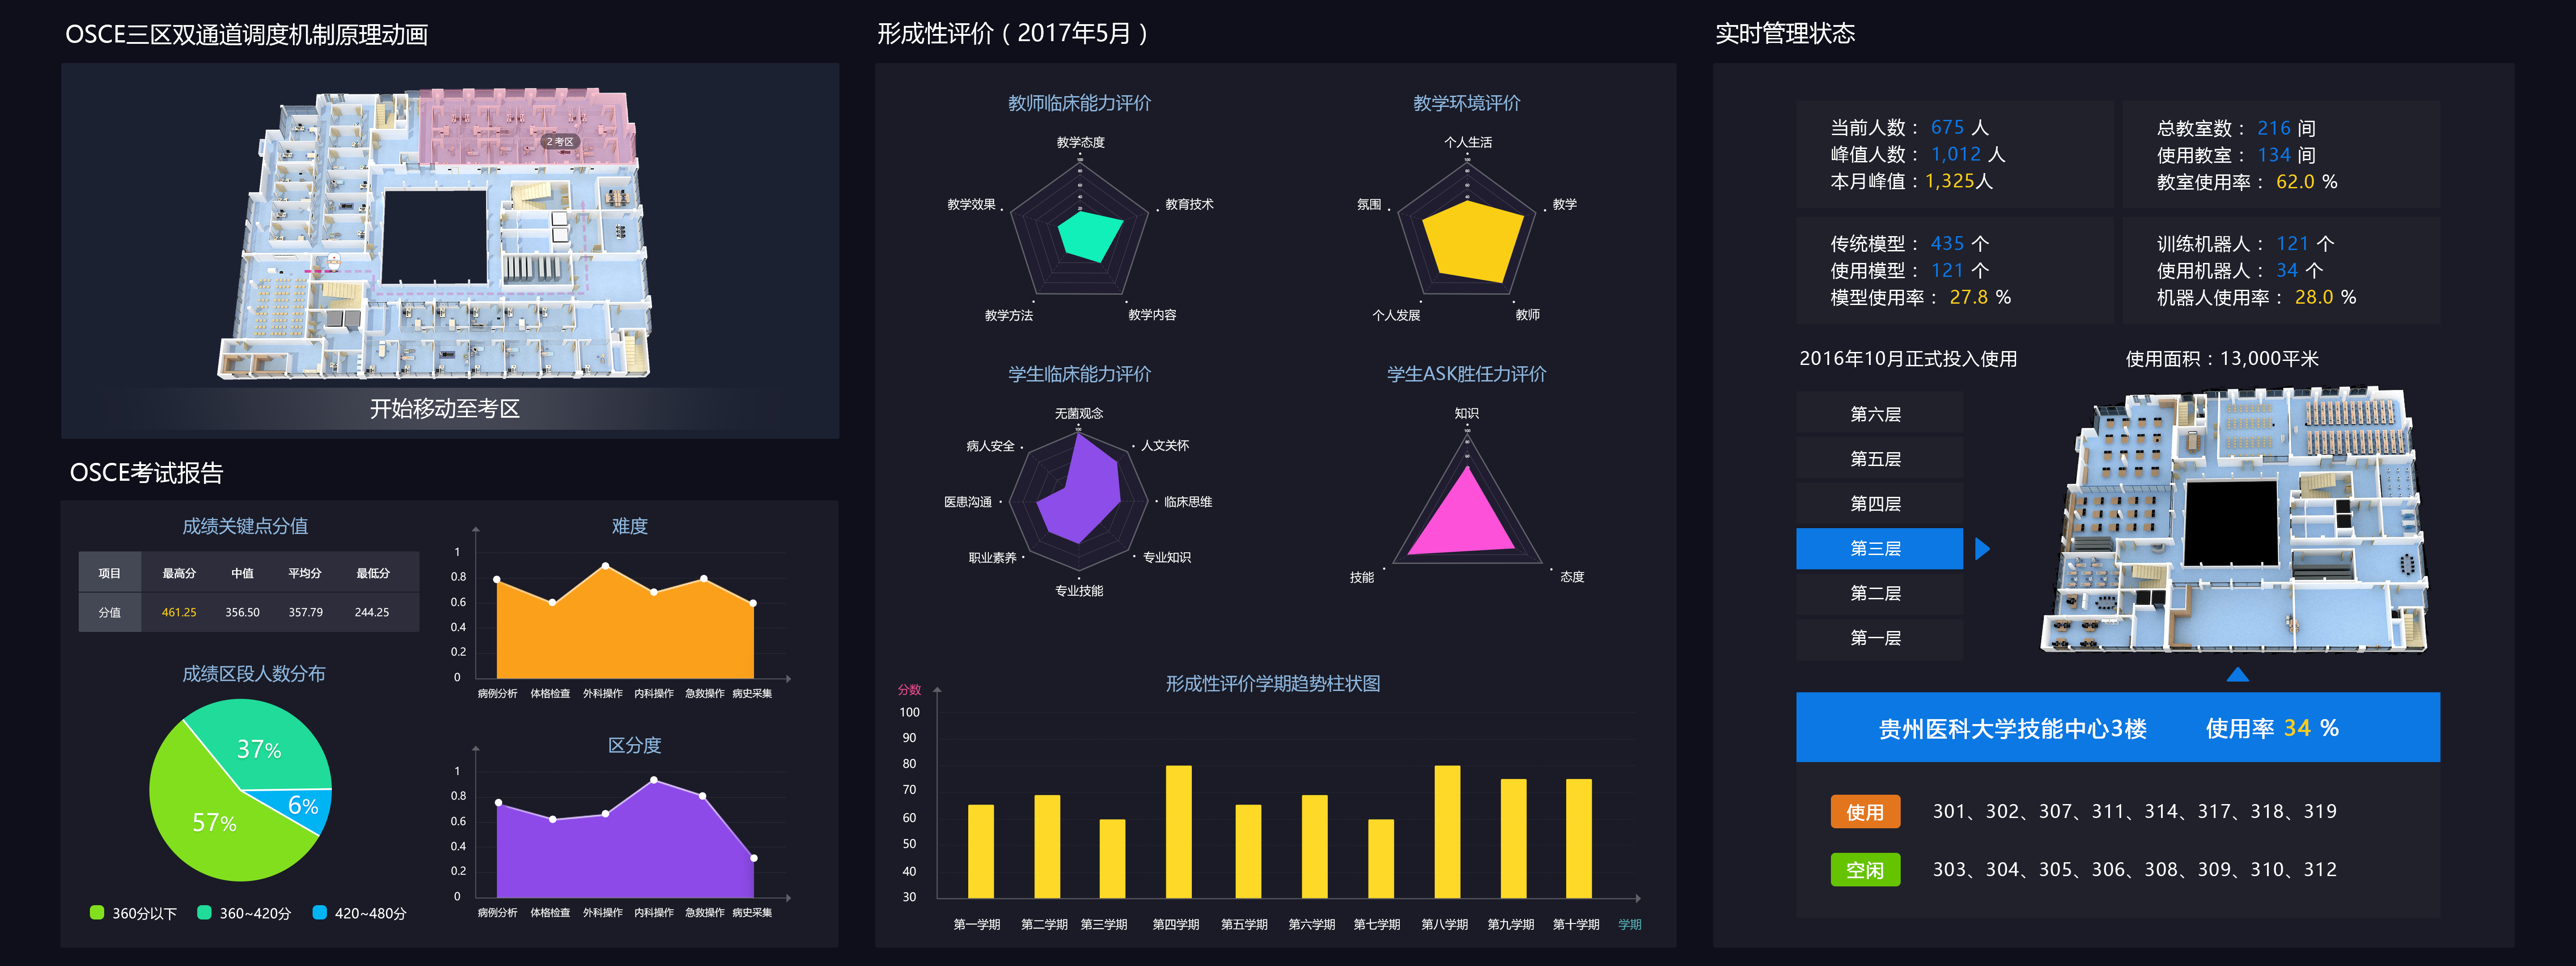 OSCE三区双通道调度机制原理动画
2 考区
开始移动至考区
OSCE考试报告
成绩关键点分值
项目 最高分 中值 平均分 最低分
分值 461.25 356.50 357.79 244.25
成绩区段人数分布
37%
6%
57%
360分以下 360~420分 420~480分
难度
1
0.8
0.6
0.4
0.2
0
病例分析 体格检查 外科操作 内科操作 急救操作 病史采集
区分度
1
0.8
0.6
0.4
0.2
0
病例分析 体格检查 外科操作 内科操作 急救操作 病史采集
形成性评价（2017年5月）
教师临床能力评价
教学态度
教学效果
教育技术
教学方法
教学内容
教学环境评价
个人生活
氛围
教学
个人发展
教师
学生临床能力评价
无菌观念
病人安全
人文关怀
医患沟通
临床思维
职业素养
专业知识
专业技能
学生ASK胜任力评价
知识
技能
态度
形成性评价学期趋势柱状图
分数
100
90
80
70
60
50
40
30
第一学期 第二学期 第三学期 第四学期 第五学期 第六学期 第七学期 第八学期 第九学期 第十学期 学期
实时管理状态
当前人数： 675 人
峰值人数： 1,012 人
本月峰值：1,325人
总教室数： 216 间
使用教室： 134 间
教室使用率： 62.0 %
传统模型： 435 个
使用模型： 121 个
模型使用率： 27.8 %
训练机器人： 121 个
使用机器人： 34 个
机器人使用率： 28.0 %
2016年10月正式投入使用
使用面积：13,000平米
第六层
第五层
第四层
第三层
第二层
第一层
贵州医科大学技能中心3楼 使用率 34 %
使用 301、302、307、311、314、317、318、319
空闲 303、304、305、306、308、309、310、312